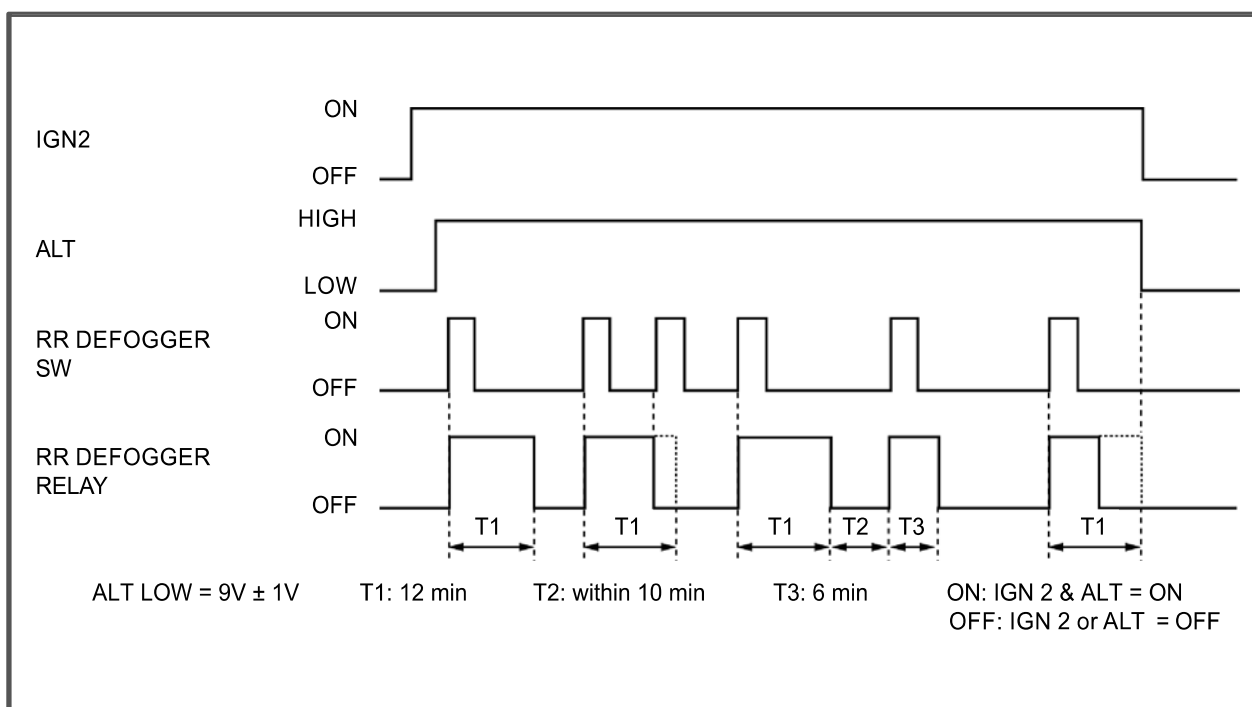 ON
IGN2
OFF
HIGH
ALT
LOW
ON
RR DEFOGGER
SW
OFF
ON
RR DEFOGGER
RELAY
OFF
T1 T1 T1 T2 T3 T1
ALT LOW = 9V ± 1V T1: 12 min T2: within 10 min T3: 6 min ON: IGN 2 & ALT = ON
OFF: IGN 2 or ALT = OFF